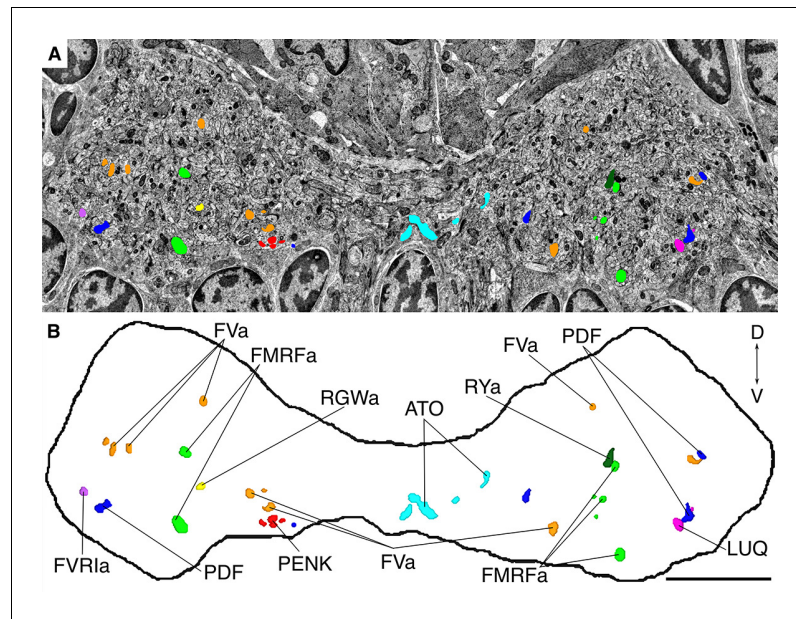 A
B
FVa
FMRFa
RGWa
ATO
FVa
RYa
PDF
D
V
FVRIa
PDF
PENK
FVa
FMRFa
LUQ